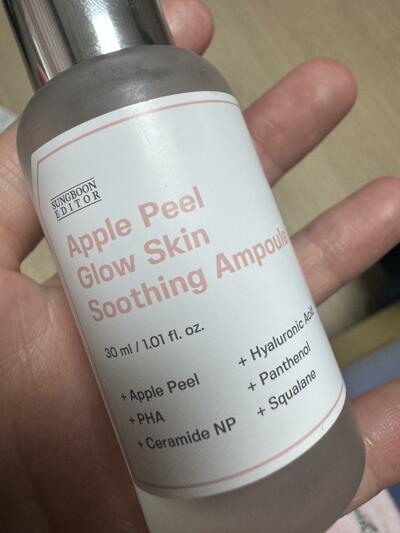 SUNGBOON
EDITOR
Apple Peel
Glow Skin
Soothing Ampoule
30 ml / 1.01 fl. oz.
+ Apple Peel
+ PHA
+ Ceramide NP
+ Hyaluronic Acid
+ Panthenol
+ Squalane